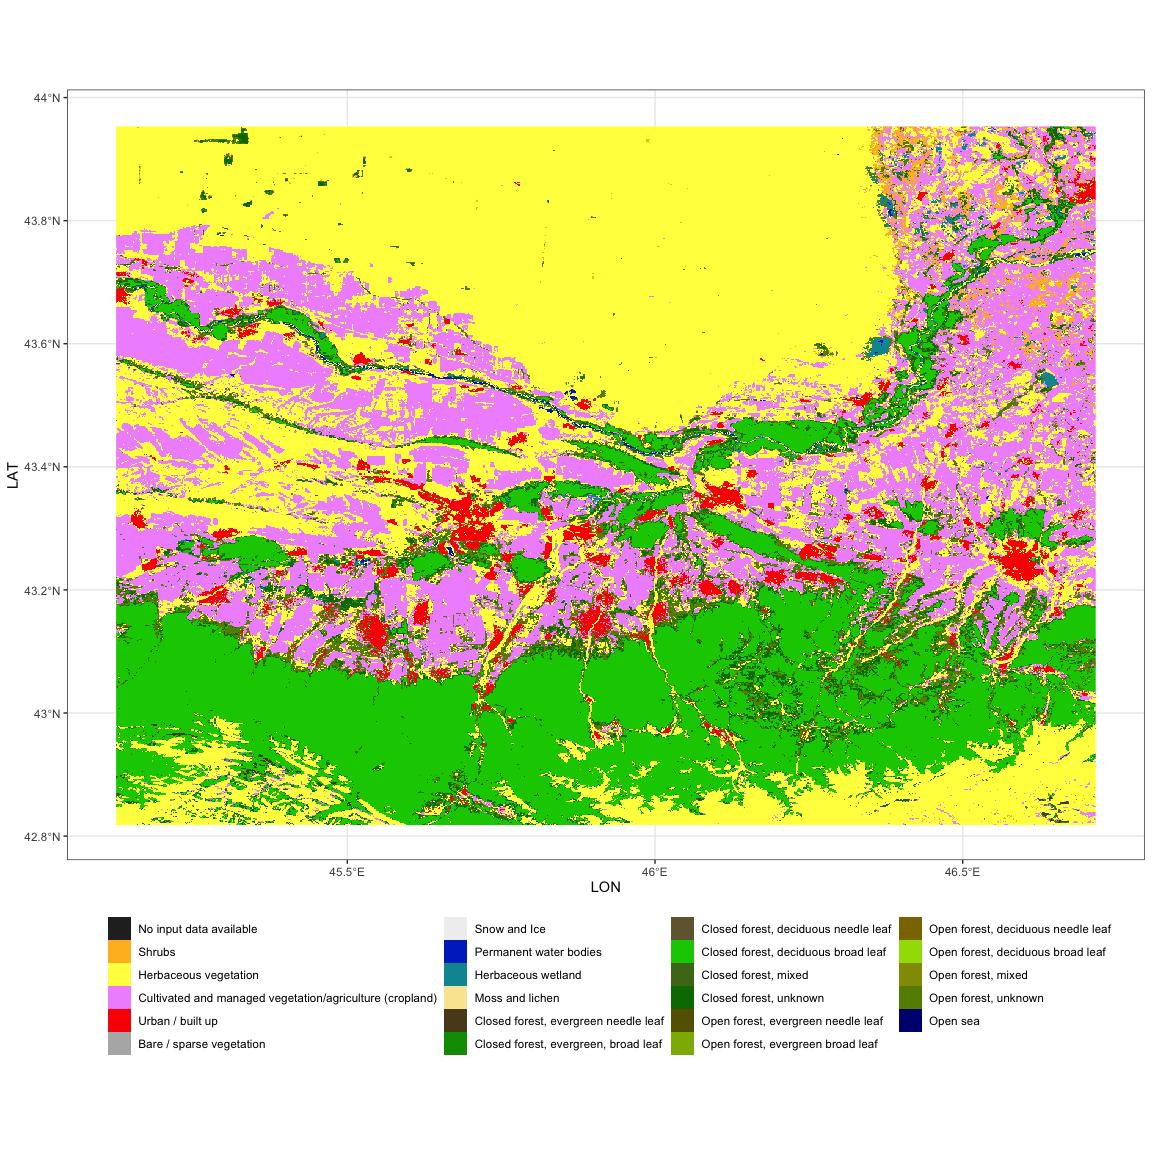 44°N
43.8°N
43.6°N
43.4°N
43.2°N
43°N
42.8°N
LAT
45.5°E 46°E 46.5°E
LON
No input data available
Shrubs
Herbaceous vegetation
Cultivated and managed vegetation/agriculture (cropland)
Urban / built up
Bare / sparse vegetation
Snow and Ice
Permanent water bodies
Herbaceous wetland
Moss and lichen
Closed forest, evergreen needle leaf
Closed forest, evergreen, broad leaf
Closed forest, deciduous needle leaf
Closed forest, deciduous broad leaf
Closed forest, mixed
Closed forest, unknown
Open forest, evergreen needle leaf
Open forest, evergreen broad leaf
Open forest, deciduous needle leaf
Open forest, deciduous broad leaf
Open forest, mixed
Open forest, unknown
Open sea